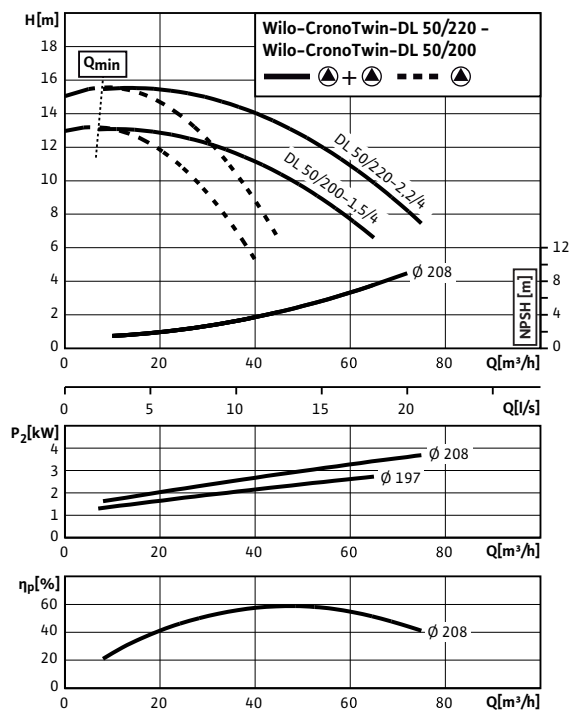 H[m]
Wilo-CronoTwin-DL 50/220 –
Wilo-CronoTwin-DL 50/200
+
Qmin
18
16
14
12
10
8
6
4
2
0
DL 50/220-2,2/4
DL 50/200-1,5/4
Ø 208
12
8
4
0
NPSH [m]
0 20 40 60 80 Q[m³/h]
0 5 10 15 20 Q[l/s]
P₂[kW]
4
3
2
1
0
Ø 208
Ø 197
0 20 40 60 80 Q[m³/h]
ηp[%]
60
40
20
0
Ø 208
0 20 40 60 80 Q[m³/h]